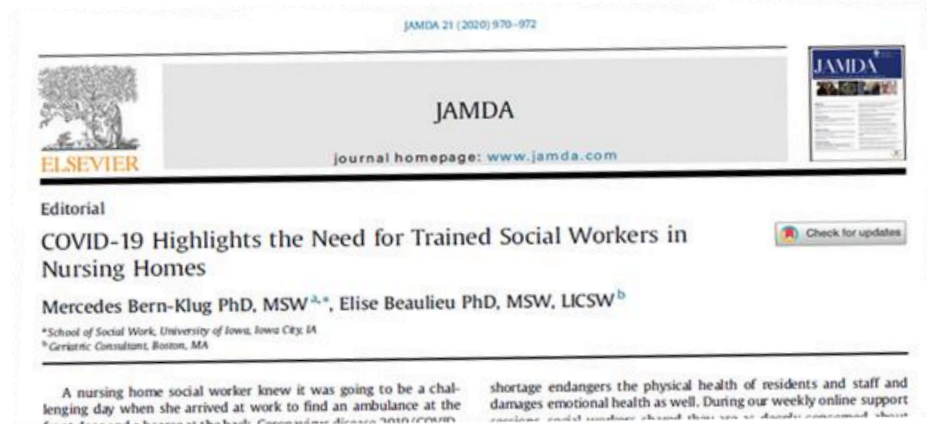 JAMDA 21 (2020) 970–972
JAMDA
ELSEVIER
JAMDA
journal homepage: www.jamda.com
Editorial
COVID-19 Highlights the Need for Trained Social Workers in
Nursing Homes
Check for updates
Mercedes Bern-Klug PhD, MSW a,*, Elise Beaulieu PhD, MSW, LICSW b
a School of Social Work, University of Iowa, Iowa City, IA
b Geriatric Consultant, Boston, MA
A nursing home social worker knew it was going to be a chal-
lenging day when she arrived at work to find an ambulance at the
shortage endangers the physical health of residents and staff and
damages emotional health as well. During our weekly online support